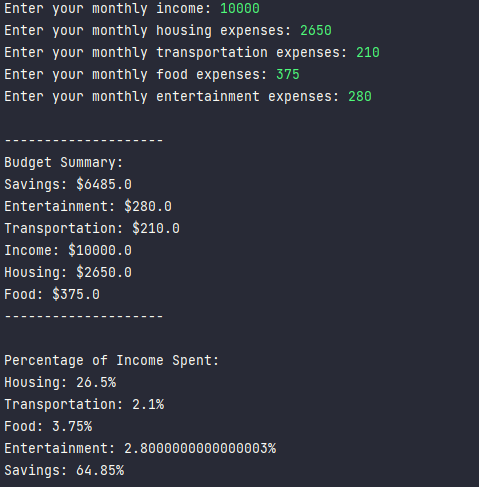 Enter your monthly income: 10000
Enter your monthly housing expenses: 2650
Enter your monthly transportation expenses: 210
Enter your monthly food expenses: 375
Enter your monthly entertainment expenses: 280
--------------------
Budget Summary:
Savings: $6485.0
Entertainment: $280.0
Transportation: $210.0
Income: $10000.0
Housing: $2650.0
Food: $375.0
--------------------
Percentage of Income Spent:
Housing: 26.5%
Transportation: 2.1%
Food: 3.75%
Entertainment: 2.8000000000000003%
Savings: 64.85%